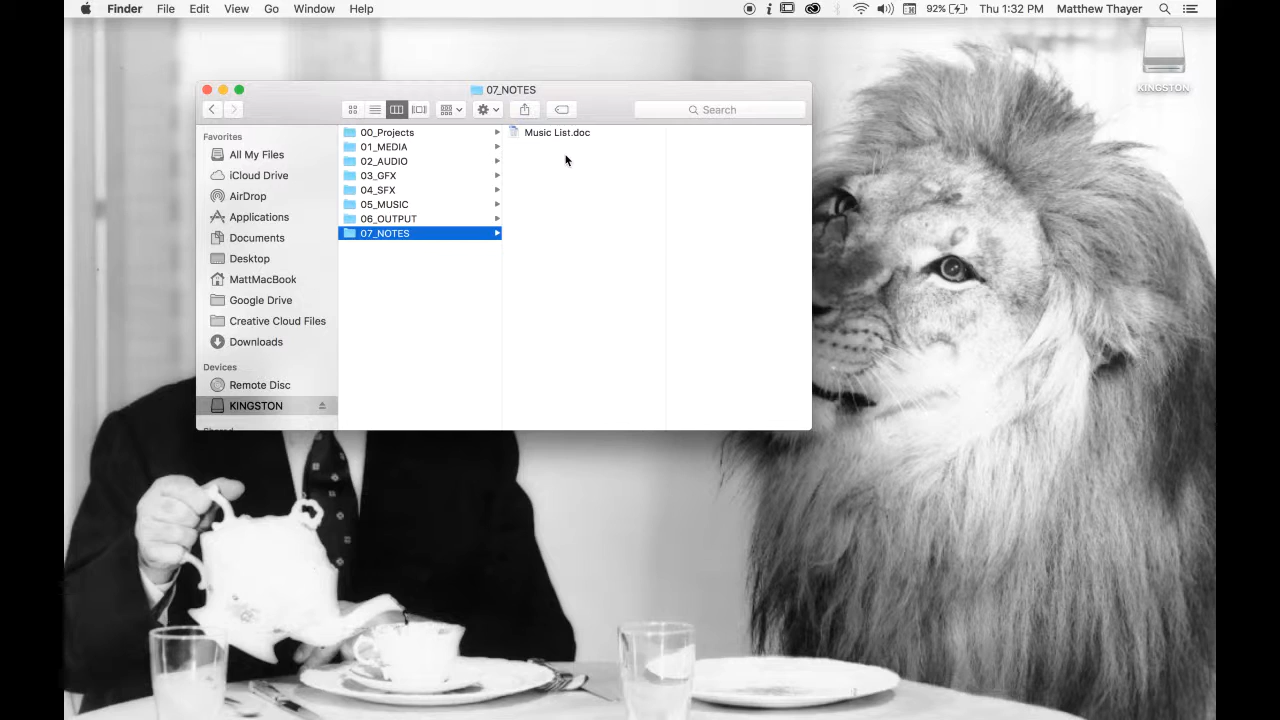 Finder File Edit View Go Window Help 92% Thu 1:32 PM Matthew Thayer
KINGSTON
07_NOTES
Search
Favorites
All My Files
iCloud Drive
AirDrop
Applications
Documents
Desktop
MattMacBook
Google Drive
Creative Cloud Files
Downloads
Devices
Remote Disc
KINGSTON
00_Projects
01_MEDIA
02_AUDIO
03_GFX
04_SFX
05_MUSIC
06_OUTPUT
07_NOTES
Music List.doc